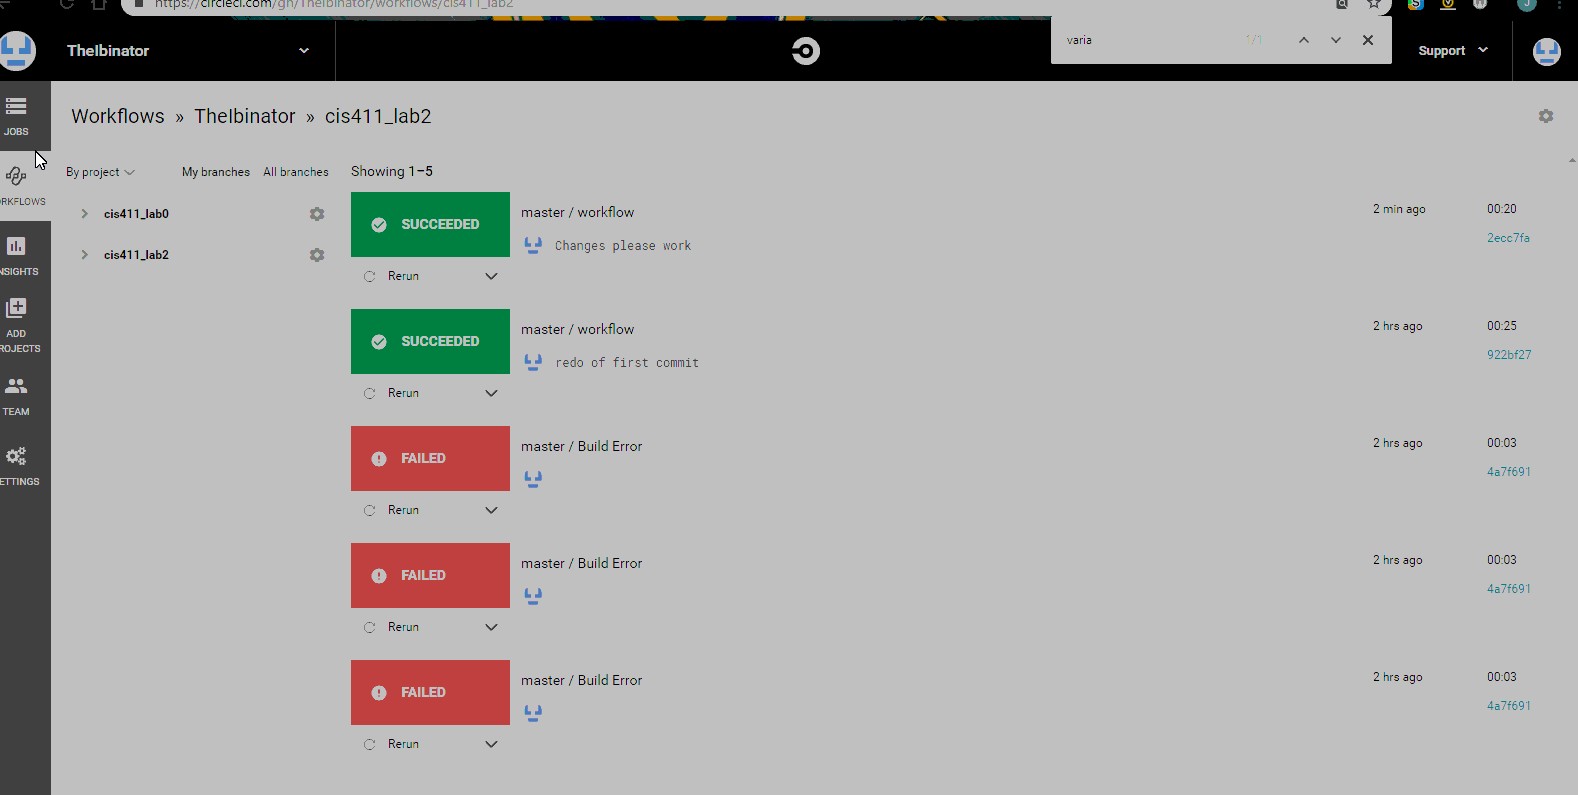 https://circleci.com/gh/TheIbinator/workflows/cis411_lab2
TheIbinator
varia
1/1
Support
JOBS
ORKFLOWS
NSIGHTS
ADD
ROJECTS
TEAM
ETTINGS
Workflows » TheIbinator » cis411_lab2
By project
My branches
All branches
cis411_lab0
cis411_lab2
Showing 1–5
SUCCEEDED
master / workflow
Changes please work
2 min ago
00:20
2ecc7fa
Rerun
SUCCEEDED
master / workflow
redo of first commit
2 hrs ago
00:25
922bf27
Rerun
FAILED
master / Build Error
2 hrs ago
00:03
4a7f691
Rerun
FAILED
master / Build Error
2 hrs ago
00:03
4a7f691
Rerun
FAILED
master / Build Error
2 hrs ago
00:03
4a7f691
Rerun